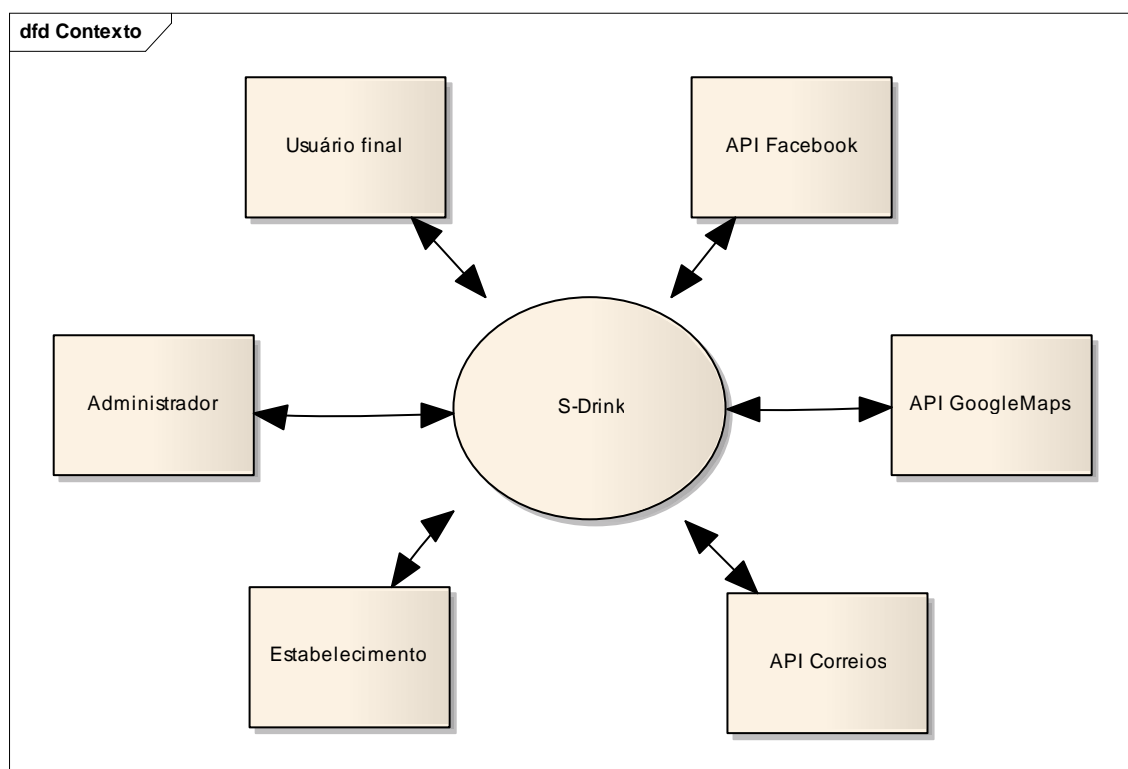 dfd Contexto
Usuário final
API Facebook
Administrador
S-Drink
API GoogleMaps
Estabelecimento
API Correios